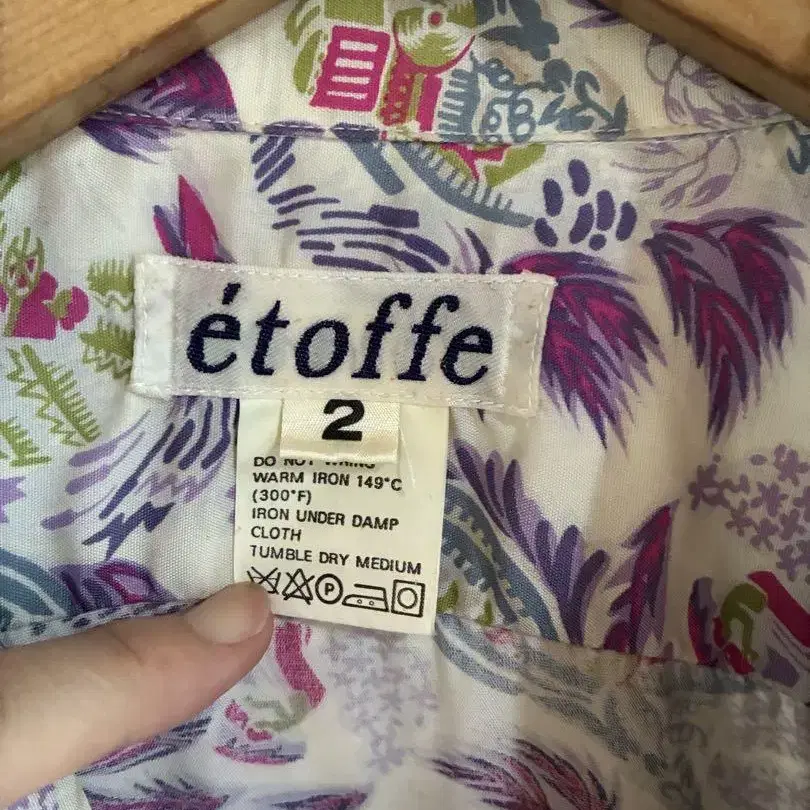 étoffe
2
DO NOT WRING
WARM IRON 149°C
(300°F)
IRON UNDER DAMP
CLOTH
TUMBLE DRY MEDIUM
P